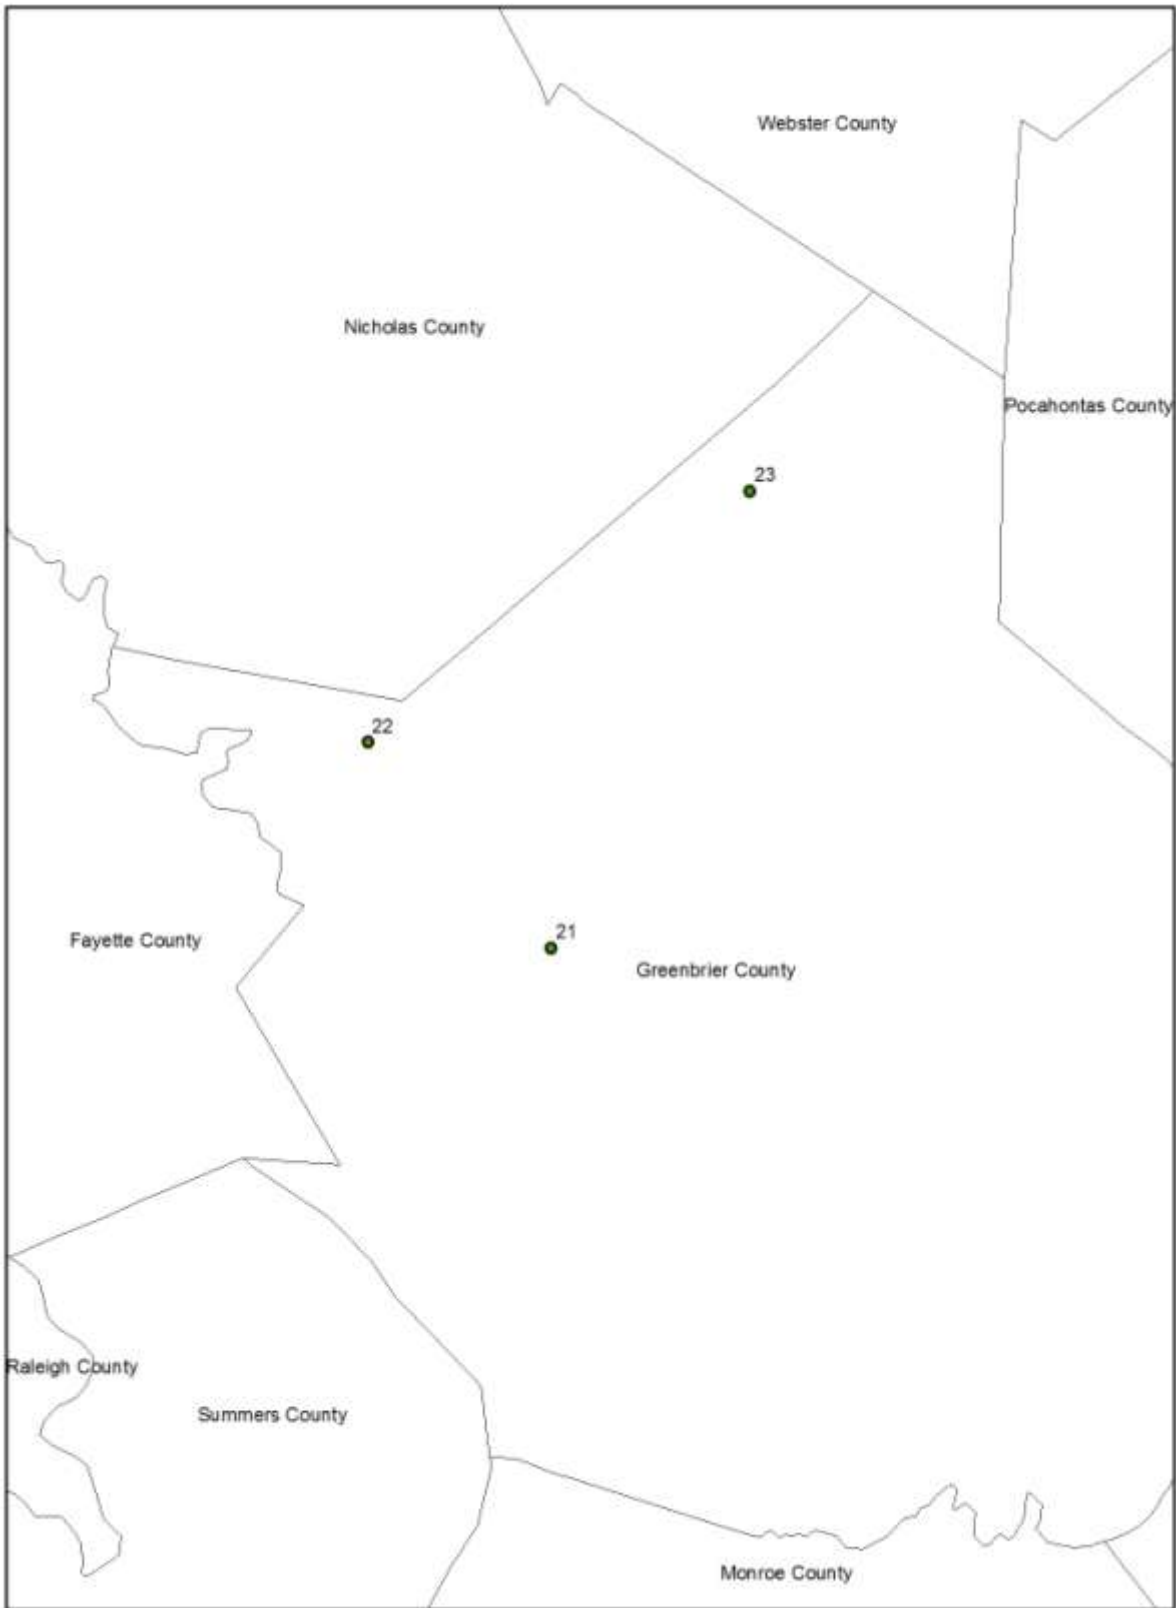 Webster County
Nicholas County
Pocahontas County
23
22
21
Fayette County
Greenbrier County
Raleigh County
Summers County
Monroe County